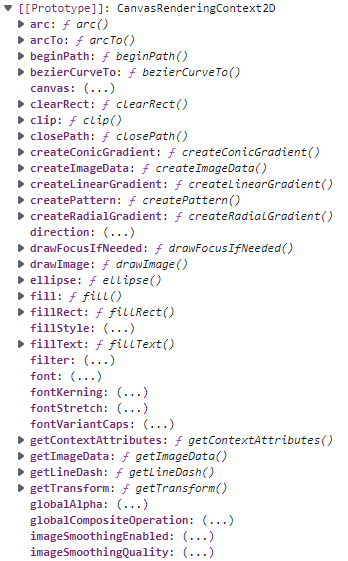 [[Prototype]]: CanvasRenderingContext2D
arc: ƒ arc()
arcTo: ƒ arcTo()
beginPath: ƒ beginPath()
bezierCurveTo: ƒ bezierCurveTo()
canvas: (...)
clearRect: ƒ clearRect()
clip: ƒ clip()
closePath: ƒ closePath()
createConicGradient: ƒ createConicGradient()
createImageData: ƒ createImageData()
createLinearGradient: ƒ createLinearGradient()
createPattern: ƒ createPattern()
createRadialGradient: ƒ createRadialGradient()
direction: (...)
drawFocusIfNeeded: ƒ drawFocusIfNeeded()
drawImage: ƒ drawImage()
ellipse: ƒ ellipse()
fill: ƒ fill()
fillRect: ƒ fillRect()
fillStyle: (...)
fillText: ƒ fillText()
filter: (...)
font: (...)
fontKerning: (...)
fontStretch: (...)
fontVariantCaps: (...)
getContextAttributes: ƒ getContextAttributes()
getImageData: ƒ getImageData()
getLineDash: ƒ getLineDash()
getTransform: ƒ getTransform()
globalAlpha: (...)
globalCompositeOperation: (...)
imageSmoothingEnabled: (...)
imageSmoothingQuality: (...)